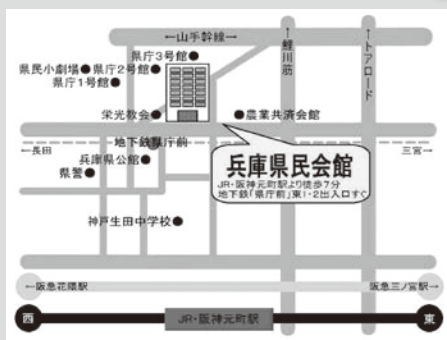 ←山手幹線→
県庁3号館●
県民小劇場●
県庁2号館●
県庁1号館●
↑鯉川筋↓
↑トアロード↓
栄光教会●
●農業共済会館
地下鉄県庁前
←長田
三宮→
兵庫県公館●
県警●
兵庫県民会館
JR・阪神元町駅より徒歩7分
地下鉄「県庁前」東1・2出入口すぐ
神戸生田中学校●
←阪急花隈駅
阪急三ノ宮駅→
西
JR・阪神元町駅
東